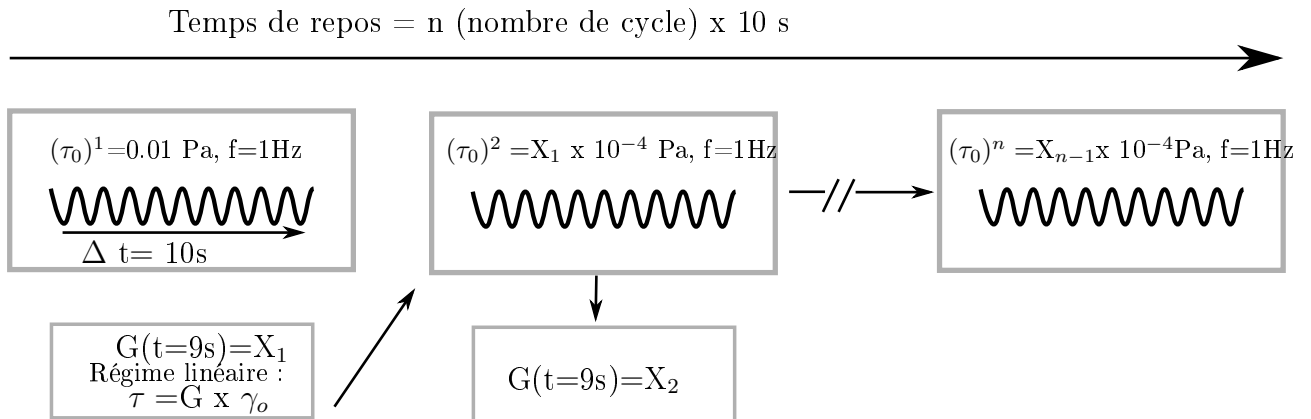 Temps de repos = n (nombre de cycle) x 10 s
(τ₀)¹=0.01 Pa, f=1Hz
Δ t= 10s
(τ₀)² =X₁ x 10⁻⁴ Pa, f=1Hz
(τ₀)ⁿ =Xₙ₋₁x 10⁻⁴Pa, f=1Hz
G(t=9s)=X₁
Régime linéaire :
τ =G x γₒ
G(t=9s)=X₂